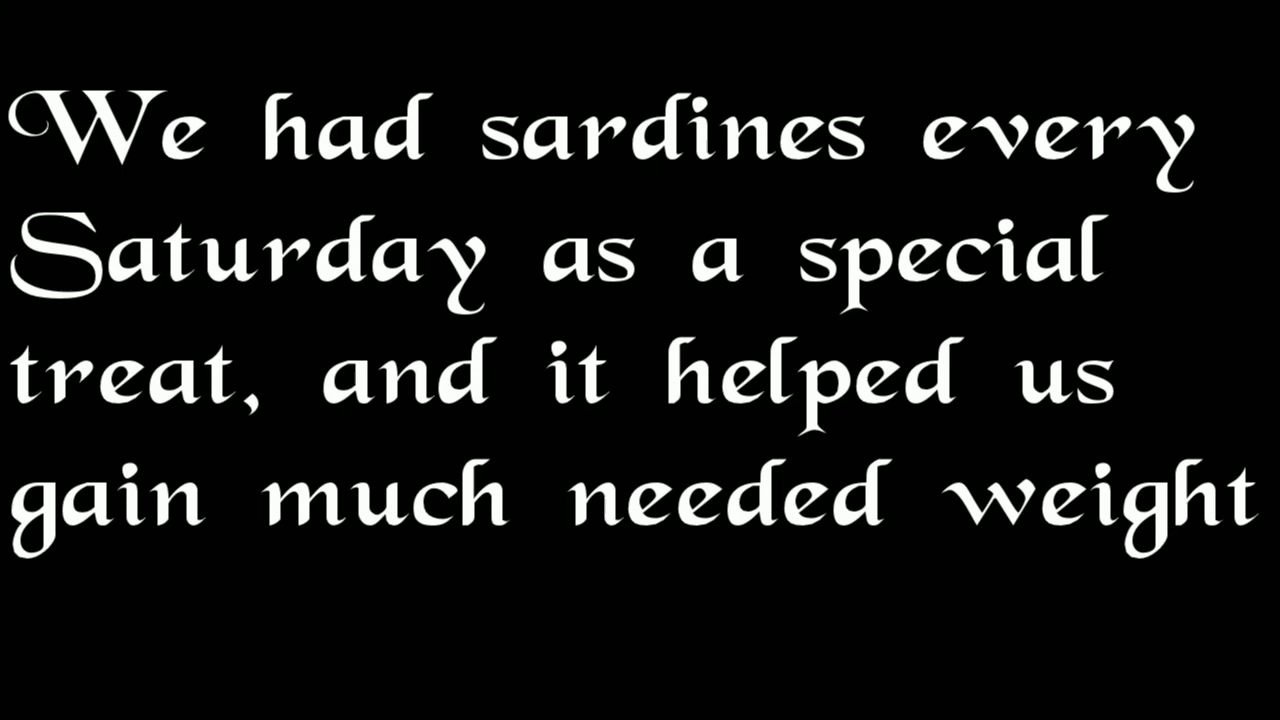 We had sardines every
Saturday as a special
treat, and it helped us
gain much needed weight